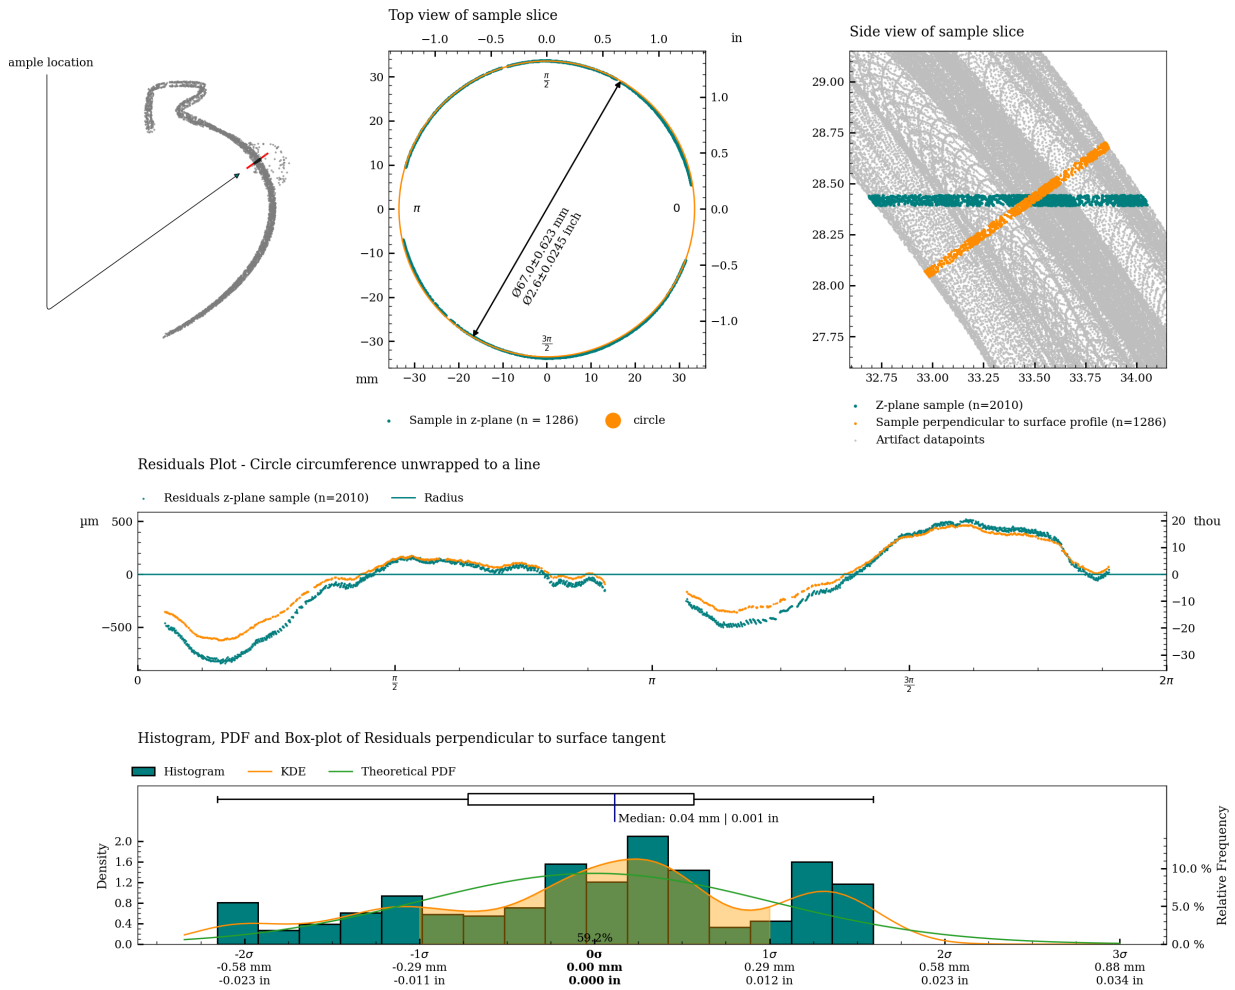 Top view of sample slice
Side view of sample slice
ample location
−1.0 −0.5 0.0 0.5 1.0 in
30
20
10
0
−10
−20
−30
1.0
0.5
0.0
−0.5
−1.0
π/2
π
0
3π/2
Ø67.0±0.623 mm
Ø2.6±0.0245 inch
mm −30 −20 −10 0 10 20 30
Sample in z-plane (n = 1286) circle
29.00
28.75
28.50
28.25
28.00
27.75
32.75 33.00 33.25 33.50 33.75 34.00
Z-plane sample (n=2010)
Sample perpendicular to surface profile (n=1286)
Artifact datapoints
Residuals Plot - Circle circumference unwrapped to a line
Residuals z-plane sample (n=2010) Radius
µm 500
0
−500
20 thou
10
0
−10
−20
−30
0 π/2 π 3π/2 2π
Histogram, PDF and Box-plot of Residuals perpendicular to surface tangent
Histogram KDE Theoretical PDF
Median: 0.04 mm | 0.001 in
Density
2.0
1.6
1.2
0.8
0.4
0.0
Relative Frequency
10.0 %
5.0 %
0.0 %
59.2%
-2σ -1σ 0σ 1σ 2σ 3σ
-0.58 mm -0.29 mm 0.00 mm 0.29 mm 0.58 mm 0.88 mm
-0.023 in -0.011 in 0.000 in 0.012 in 0.023 in 0.034 in